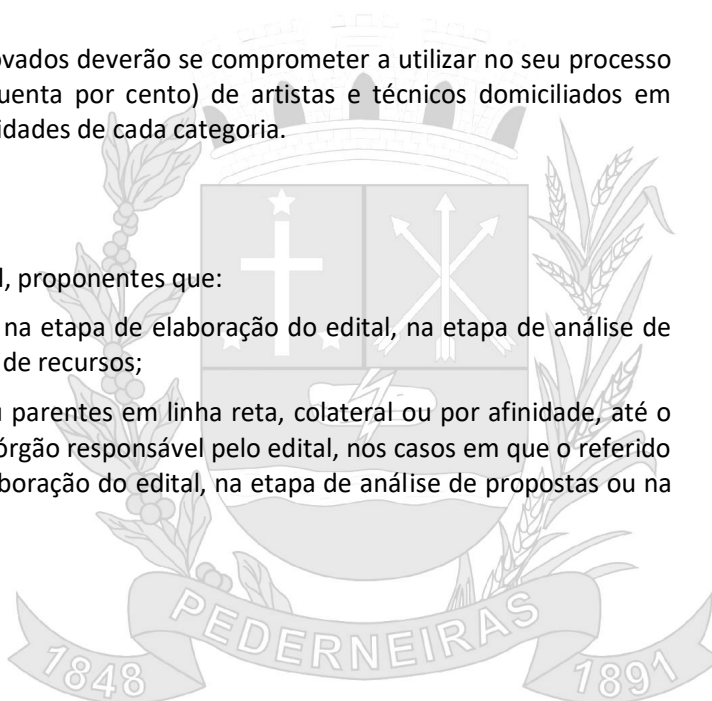 ovados deverão se comprometer a utilizar no seu processo
quenta por cento) de artistas e técnicos domiciliados em
idades de cada categoria.
l, proponentes que:
na etapa de elaboração do edital, na etapa de análise de
de recursos;
u parentes em linha reta, colateral ou por afinidade, até o
órgão responsável pelo edital, nos casos em que o referido
boração do edital, na etapa de análise de propostas ou na
PEDERNEIRAS
1848
1891